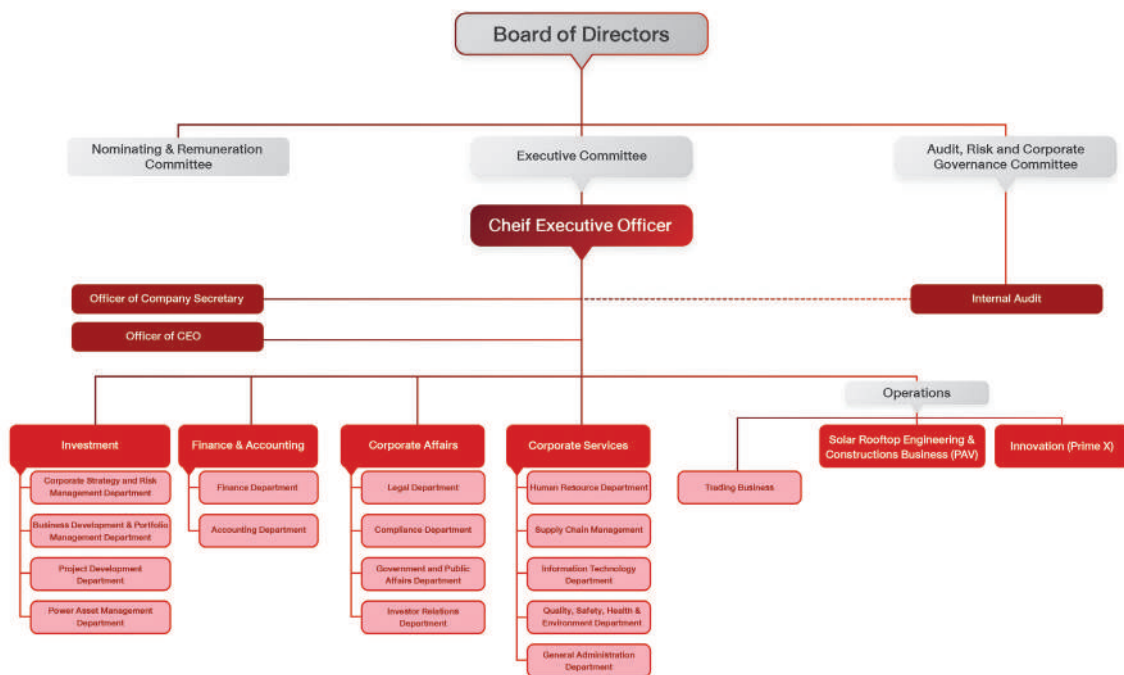 Board of Directors
Nominating & Remuneration
Committee
Executive Committee
Audit, Risk and Corporate
Governance Committee
Cheif Executive Officer
Officer of Company Secretary
Internal Audit
Officer of CEO
Operations
Investment
Finance & Accounting
Corporate Affairs
Corporate Services
Solar Rooftop Engineering &
Constructions Business (PAV)
Innovation (Prime X)
Corporate Strategy and Risk
Management Department
Finance Department
Legal Department
Human Resource Department
Trading Business
Business Development & Portfolio
Management Department
Accounting Department
Compliance Department
Supply Chain Management
Project Development
Department
Government and Public
Affairs Department
Information Technology
Department
Power Asset Management
Department
Investor Relations
Department
Quality, Safety, Health &
Environment Department
General Administration
Department